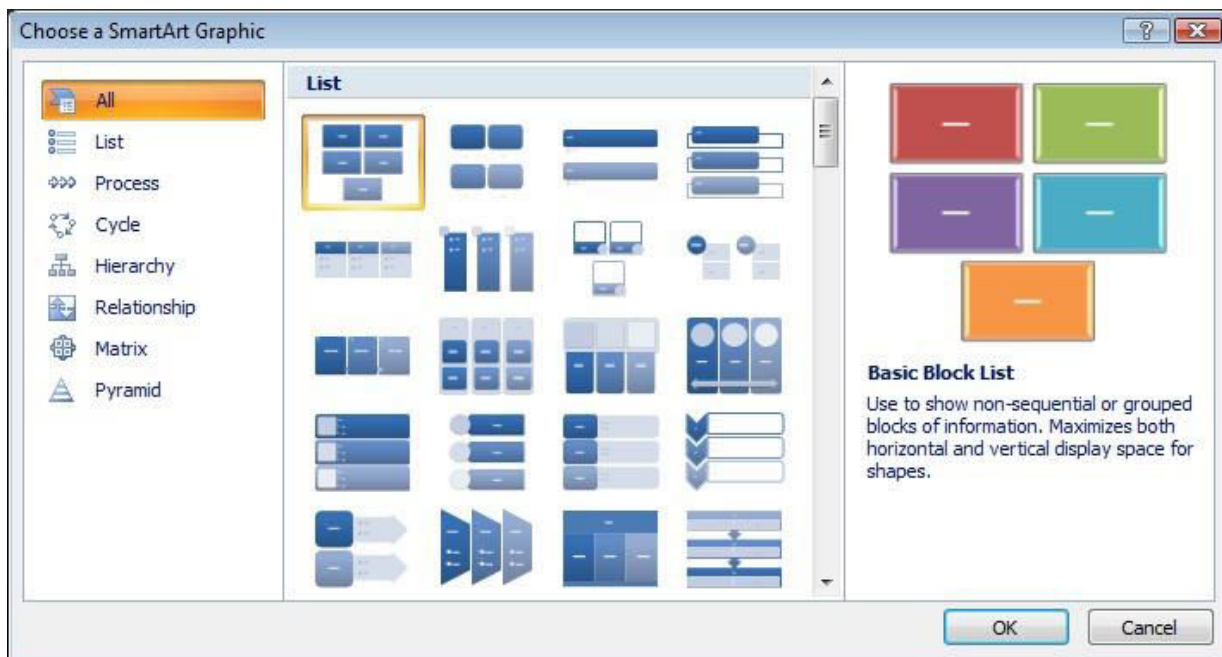 Choose a SmartArt Graphic
All
List
Process
Cycle
Hierarchy
Relationship
Matrix
Pyramid
List
Basic Block List
Use to show non-sequential or grouped
blocks of information. Maximizes both
horizontal and vertical display space for
shapes.
OK
Cancel